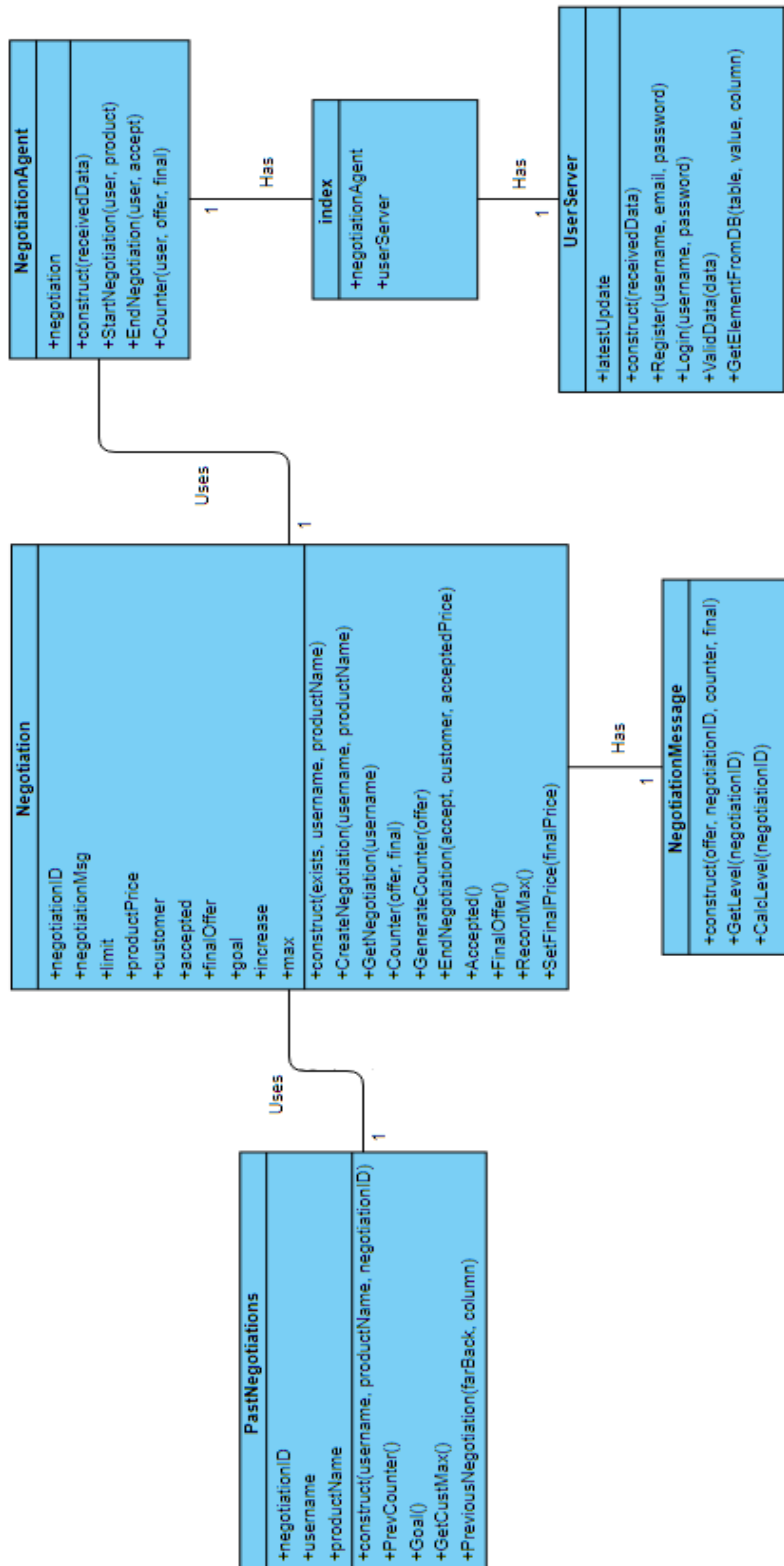 PastNegotiations
+negotiationID
+username
+productName
+construct(username, productName, negotiationID)
+PrevCounter()
+Goal()
+GetCustMax()
+PreviousNegotiation(farBack, column)
Uses
1
Negotiation
+negotiationID
+negotiationMsg
+limit
+productPrice
+customer
+accepted
+finalOffer
+goal
+increase
+max
+construct(exists, username, productName)
+CreateNegotiation(username, productName)
+GetNegotiation(username)
+Counter(offer, final)
+GenerateCounter(offer)
+EndNegotiation(accept, customer, acceptedPrice)
+Accepted()
+FinalOffer()
+RecordMax()
+SetFinalPrice(finalPrice)
Has
1
NegotiationMessage
+construct(offer, negotiationID, counter, final)
+GetLevel(negotiationID)
+CalcLevel(negotiationID)
Uses
1
NegotiationAgent
+negotiation
+construct(receivedData)
+StartNegotiation(user, product)
+EndNegotiation(user, accept)
+Counter(user, offer, final)
1
Has
index
+negotiationAgent
+userServer
Has
1
UserServer
+latestUpdate
+construct(receivedData)
+Register(username, email, password)
+Login(username, password)
+ValidData(data)
+GetElementFromDB(table, value, column)